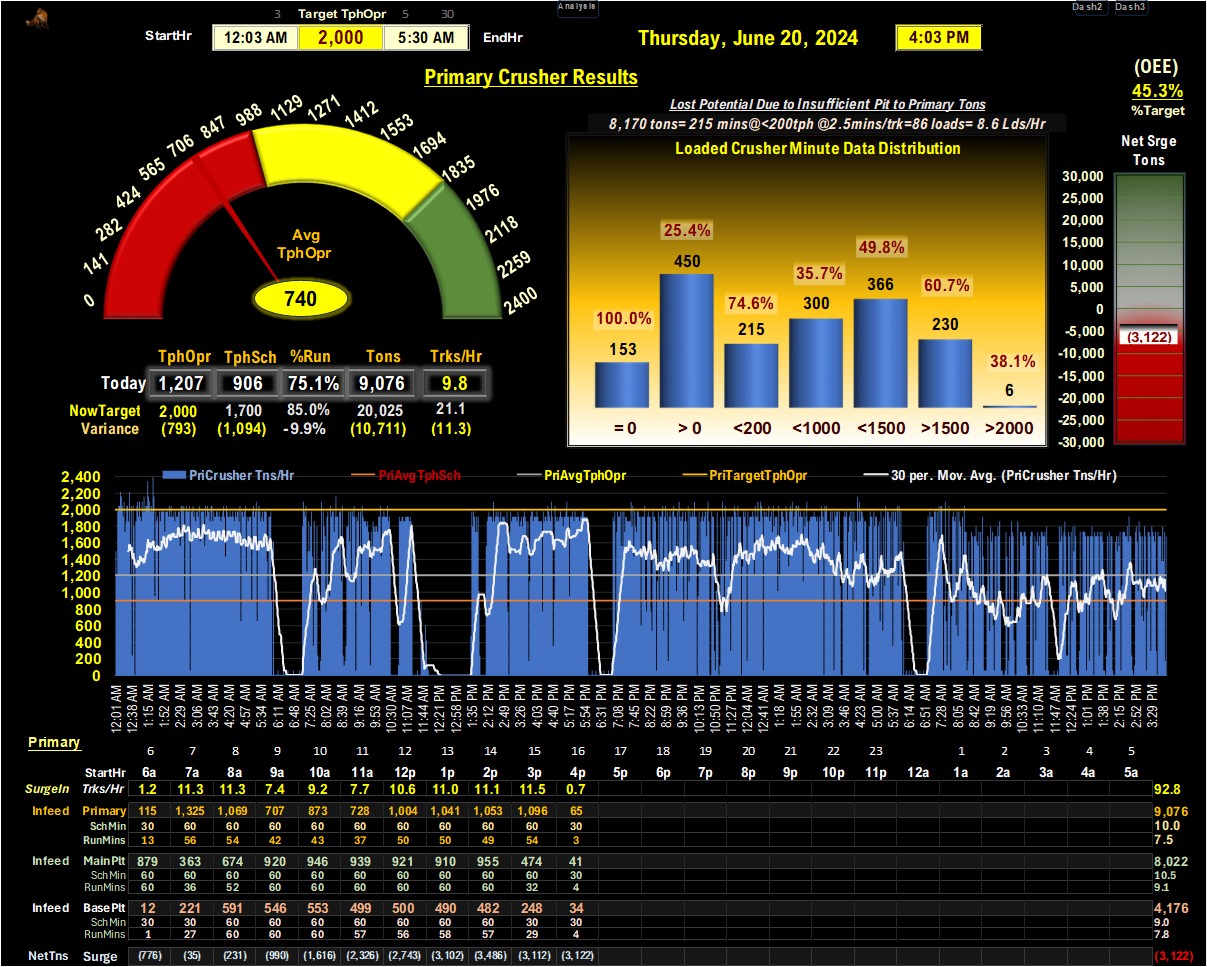 Analysis
Dash2 Dash3
3 Target TphOpr 5 30
StartHr 12:03 AM 2,000 5:30 AM EndHr
Thursday, June 20, 2024 4:03 PM
(OEE)
45.3%
%Target
Primary Crusher Results
Lost Potential Due to Insufficient Pit to Primary Tons
8,170 tons= 215 mins@<200tph @2.5mins/trk=86 loads= 8.6 Lds/Hr
0 141 282 424 565 706 847 988 1129 1271 1412 1553 1694 1835 1976 2118 2259 2400
Avg
TphOpr
740
Loaded Crusher Minute Data Distribution
100.0% 25.4% 74.6% 35.7% 49.8% 60.7% 38.1%
153 450 215 300 366 230 6
= 0 > 0 <200 <1000 <1500 >1500 >2000
Net Srge
Tons
30,000
25,000
20,000
15,000
10,000
5,000
0
-5,000
(3,122)
-10,000
-15,000
-20,000
-25,000
-30,000
TphOpr TphSch %Run Tons Trks/Hr
Today 1,207 906 75.1% 9,076 9.8
NowTarget 2,000 1,700 85.0% 20,025 21.1
Variance (793) (1,094) -9.9% (10,711) (11.3)
PriCrusher Tns/Hr PriAvgTphSch PriAvgTphOpr PriTargetTphOpr 30 per. Mov. Avg. (PriCrusher Tns/Hr)
2,400
2,200
2,000
1,800
1,600
1,400
1,200
1,000
800
600
400
200
0
12:01 AM 12:38 AM 1:15 AM 1:52 AM 2:29 AM 3:06 AM 3:43 AM 4:20 AM 4:57 AM 5:34 AM 6:11 AM 6:48 AM 7:25 AM 8:02 AM 8:39 AM 9:16 AM 9:53 AM 10:30 AM 11:07 AM 11:44 AM 12:21 PM 12:58 PM 1:35 PM 2:12 PM 2:49 PM 3:26 PM 4:03 PM 4:40 PM 5:17 PM 5:54 PM 6:31 PM 7:08 PM 7:45 PM 8:22 PM 8:59 PM 9:36 PM 10:13 PM 10:50 PM 11:27 PM 12:04 AM 12:41 AM 1:18 AM 1:55 AM 2:32 AM 3:09 AM 3:46 AM 4:23 AM 5:00 AM 5:37 AM 6:14 AM 6:51 AM 7:28 AM 8:05 AM 8:42 AM 9:19 AM 9:56 AM 10:33 AM 11:10 AM 11:47 AM 12:24 PM 1:01 PM 1:38 PM 2:15 PM 2:52 PM 3:29 PM
Primary 6 7 8 9 10 11 12 13 14 15 16 17 18 19 20 21 22 23 1 2 3 4 5
StartHr 6a 7a 8a 9a 10a 11a 12p 1p 2p 3p 4p 5p 6p 7p 8p 9p 10p 11p 12a 1a 2a 3a 4a 5a
SurgeIn Trks/Hr 1.2 11.3 11.3 7.4 9.2 7.7 10.6 11.0 11.1 11.5 0.7 92.8
Infeed Primary 115 1,325 1,069 707 873 728 1,004 1,041 1,053 1,096 65 9,076
SchMin 30 60 60 60 60 60 60 60 60 60 30 10.0
RunMins 13 56 54 42 43 37 50 50 49 54 3 7.5
Infeed MainPlt 879 363 674 920 946 939 921 910 955 474 41 8,022
SchMin 60 60 60 60 60 60 60 60 60 60 30 10.5
RunMins 60 36 52 60 60 60 60 60 60 32 4 9.1
Infeed BasePlt 12 221 591 546 553 499 500 490 482 248 34 4,176
SchMin 30 30 60 60 60 60 60 60 60 30 30 9.0
RunMins 1 27 60 60 60 57 56 58 57 29 4 7.8
NetTns Surge (776) (35) (231) (990) (1,616) (2,326) (2,743) (3,102) (3,486) (3,112) (3,122) (3,122)